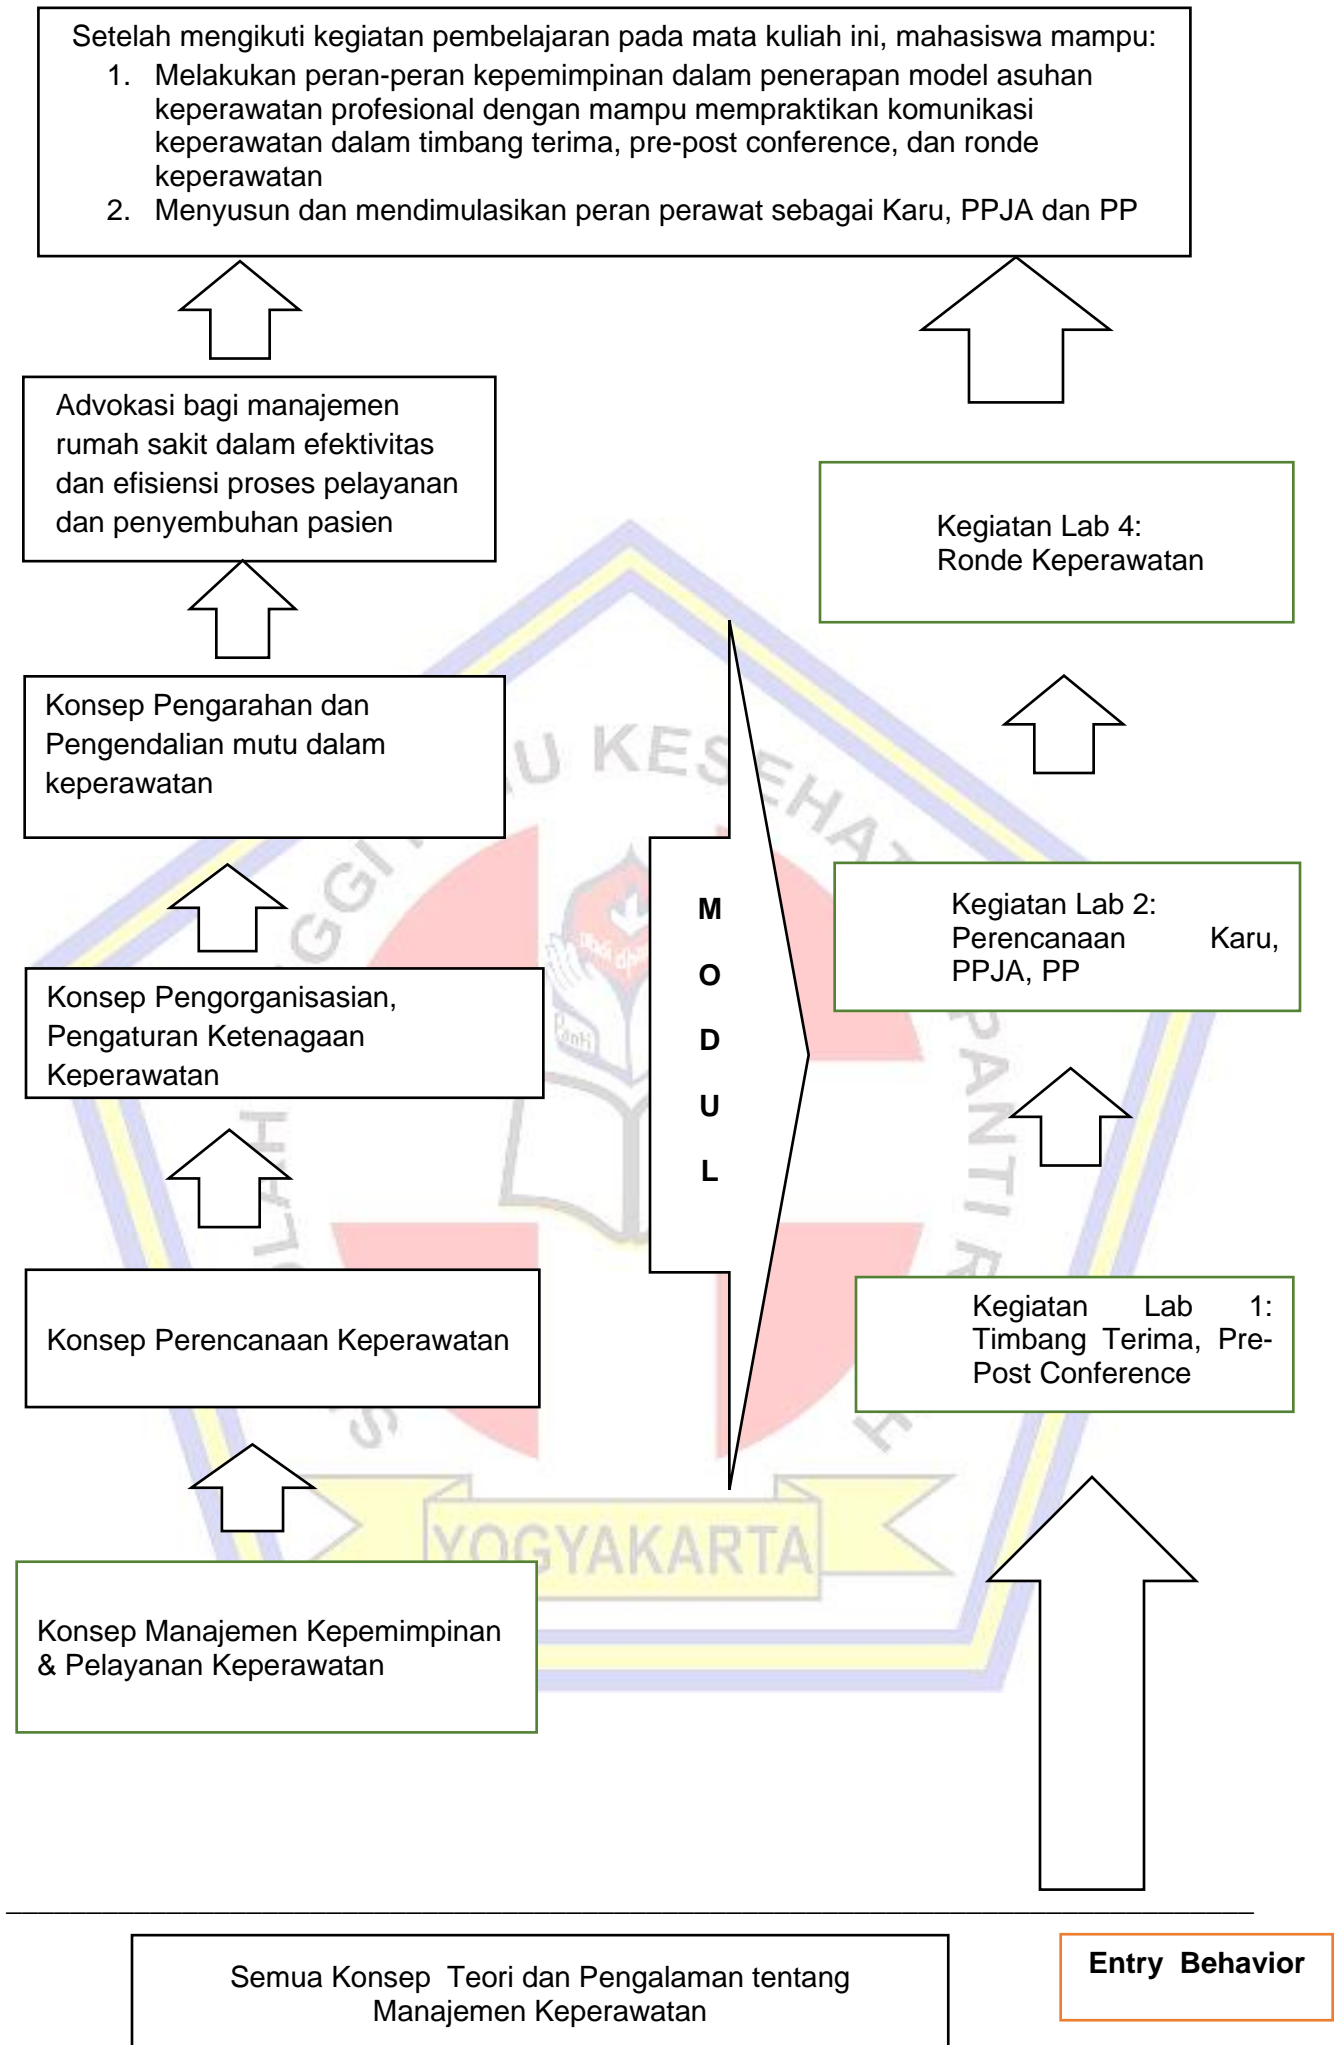 Setelah mengikuti kegiatan pembelajaran pada mata kuliah ini, mahasiswa mampu:
1. Melakukan peran-peran kepemimpinan dalam penerapan model asuhan
keperawatan profesional dengan mampu mempraktikan komunikasi
keperawatan dalam timbang terima, pre-post conference, dan ronde
keperawatan
2. Menyusun dan mendimulasikan peran perawat sebagai Karu, PPJA dan PP
Advokasi bagi manajemen
rumah sakit dalam efektivitas
dan efisiensi proses pelayanan
dan penyembuhan pasien
Konsep Pengarahan dan
Pengendalian mutu dalam
keperawatan
Konsep Pengorganisasian,
Pengaturan Ketenagaan
Keperawatan
Konsep Perencanaan Keperawatan
Konsep Manajemen Kepemimpinan
& Pelayanan Keperawatan
M
O
D
U
L
Kegiatan Lab 4:
Ronde Keperawatan
Kegiatan Lab 2:
Perencanaan Karu,
PPJA, PP
Kegiatan Lab 1:
Timbang Terima, Pre-
Post Conference
YOGYAKARTA
Semua Konsep Teori dan Pengalaman tentang
Manajemen Keperawatan
Entry Behavior